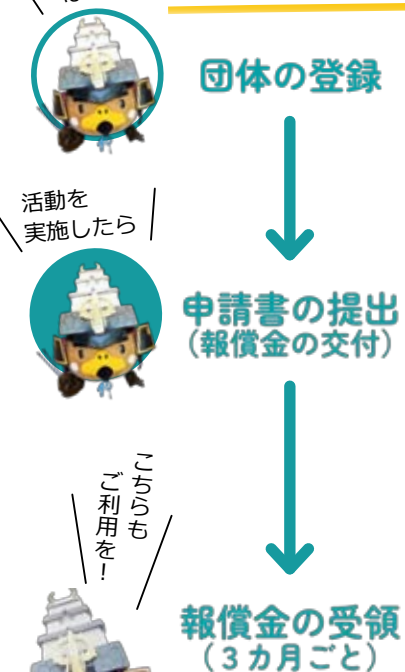 団体の登録
活動を
実施したら
申請書の提出
(報償金の交付)
こちらも
ご利用を!
報償金の受領
(3カ月ごと)